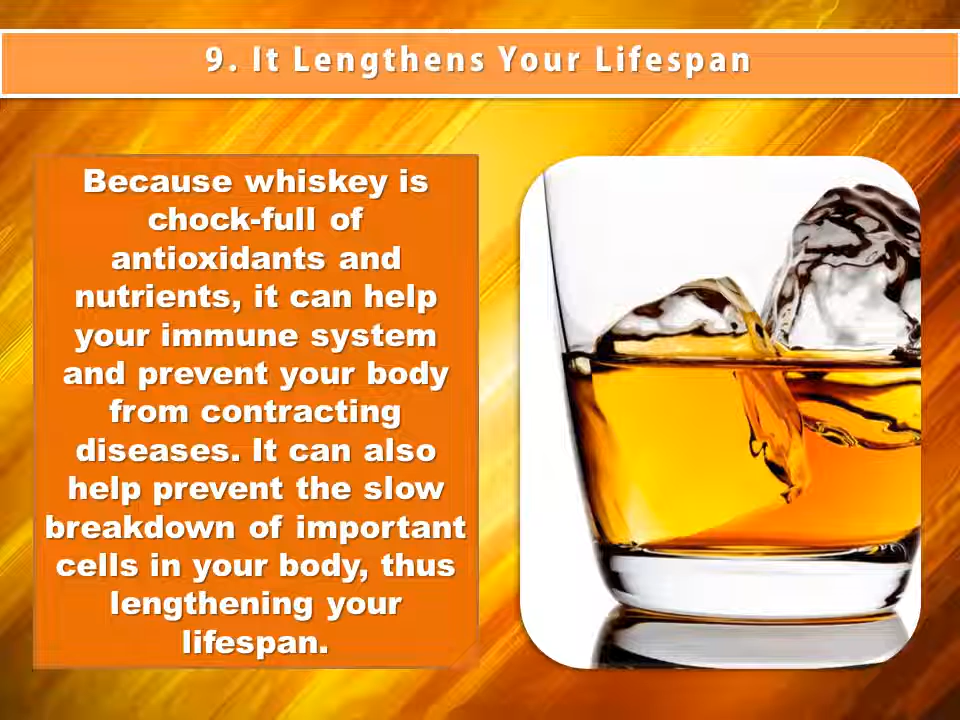 9. It Lengthens Your Lifespan
Because whiskey is
chock-full of
antioxidants and
nutrients, it can help
your immune system
and prevent your body
from contracting
diseases. It can also
help prevent the slow
breakdown of important
cells in your body, thus
lengthening your
lifespan.